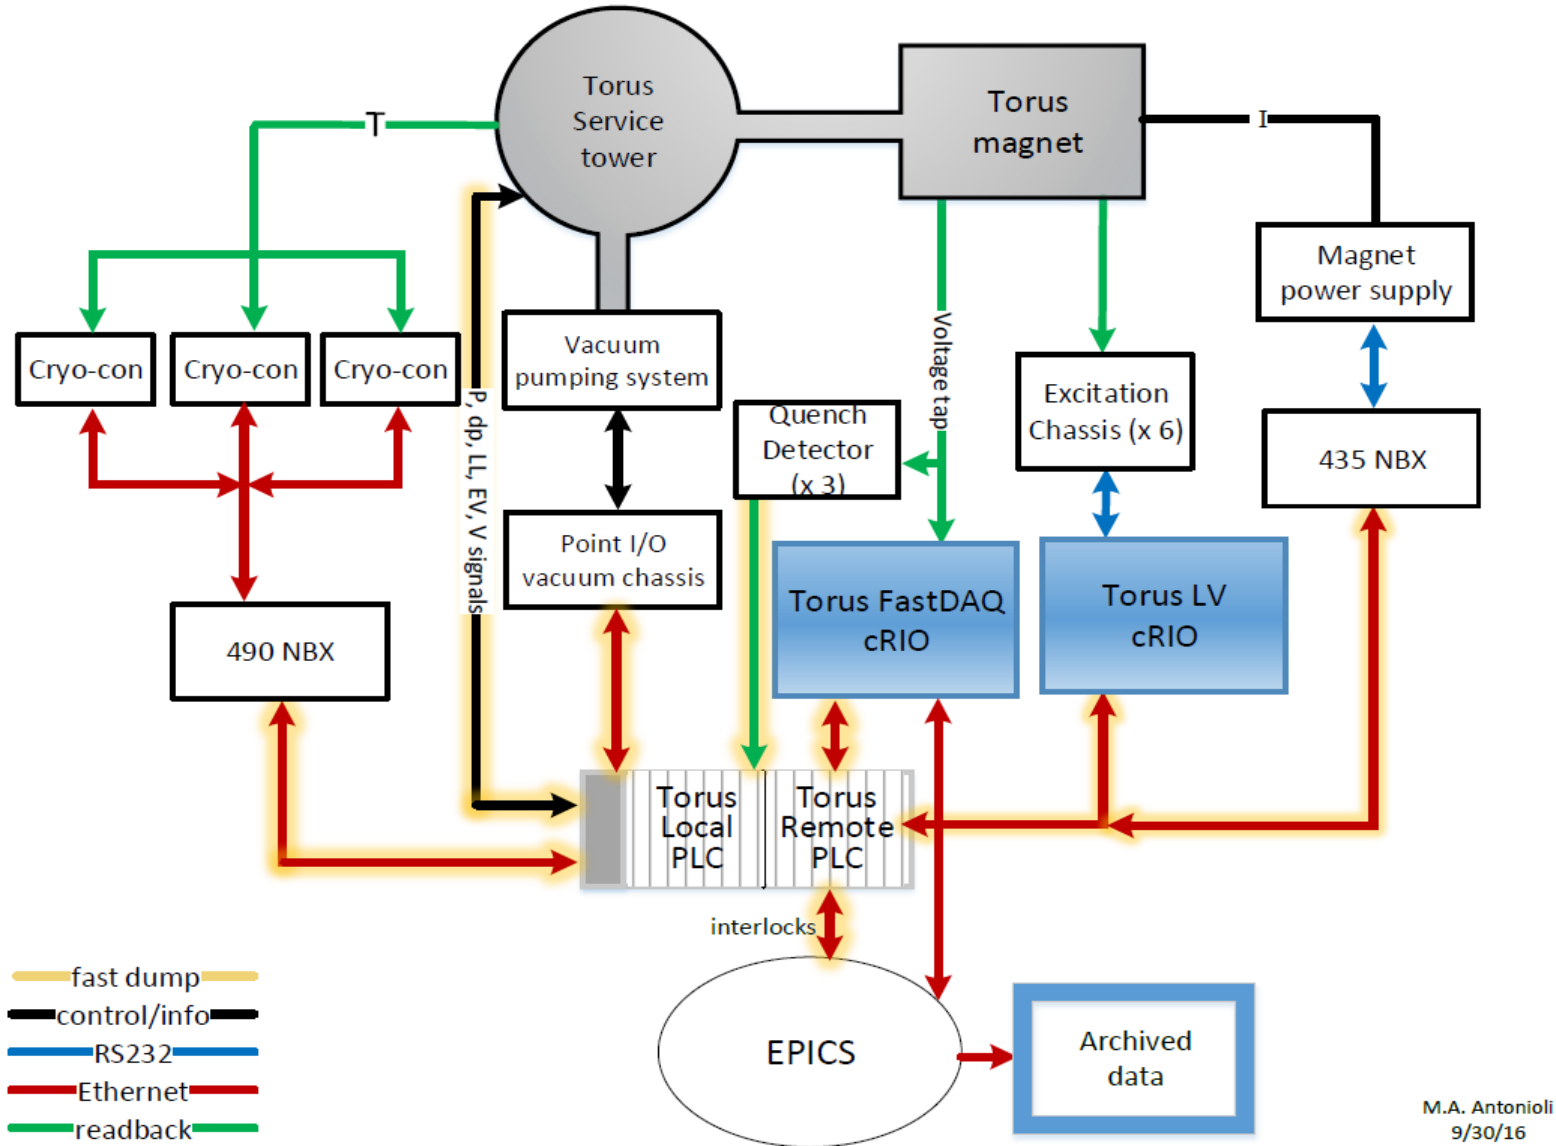 Torus
Service
tower
Torus
magnet
T
I
Magnet
power supply
Cryo-con
Cryo-con
Cryo-con
Vacuum
pumping system
P, dp, LL, EV, V signals
Voltage tap
Quench
Detector
(x 3)
Excitation
Chassis (x 6)
435 NBX
Point I/O
vacuum chassis
490 NBX
Torus FastDAQ
cRIO
Torus LV
cRIO
Torus
Local
PLC
Torus
Remote
PLC
interlocks
EPICS
Archived
data
fast dump
control/info
RS232
Ethernet
readback
M.A. Antonioli
9/30/16